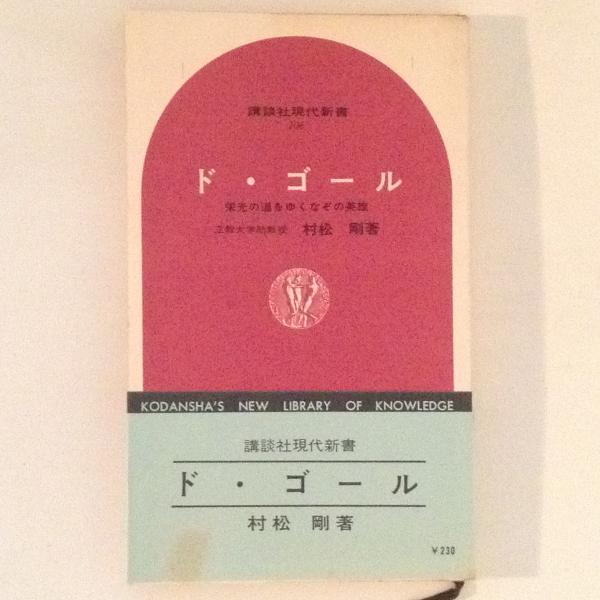 講談社現代新書
ド・ゴール
栄光の道をゆくなぞの英雄
立教大学助教授 村松 剛著
KODANSHA'S NEW LIBRARY OF KNOWLEDGE
講談社現代新書
ド・ゴール
村松 剛著
¥230